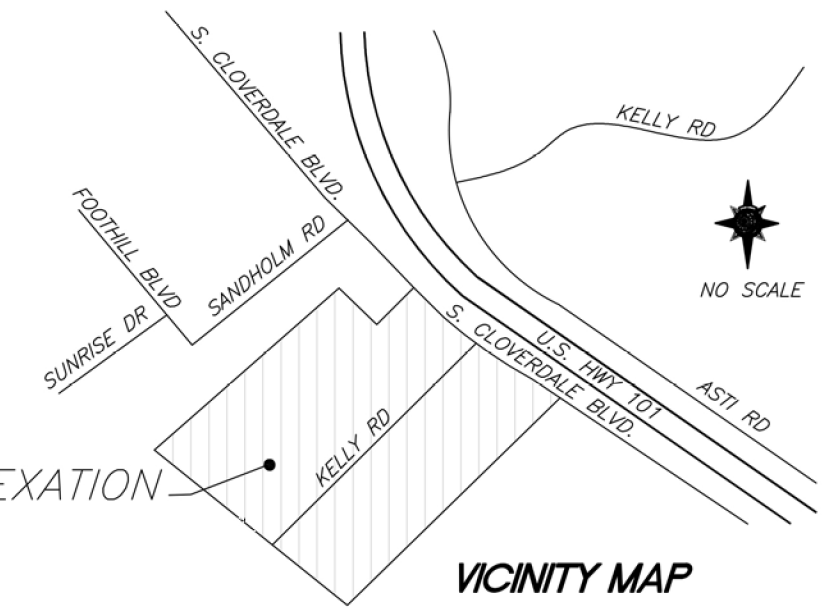 S. CLOVERDALE BLVD.
KELLY RD
FOOTHILL BLVD
SANDHOLM RD
NO SCALE
SUNRISE DR
S. CLOVERDALE BLVD.
U.S. HWY 101
ASTI RD
KELLY RD
EXATION
VICINITY MAP